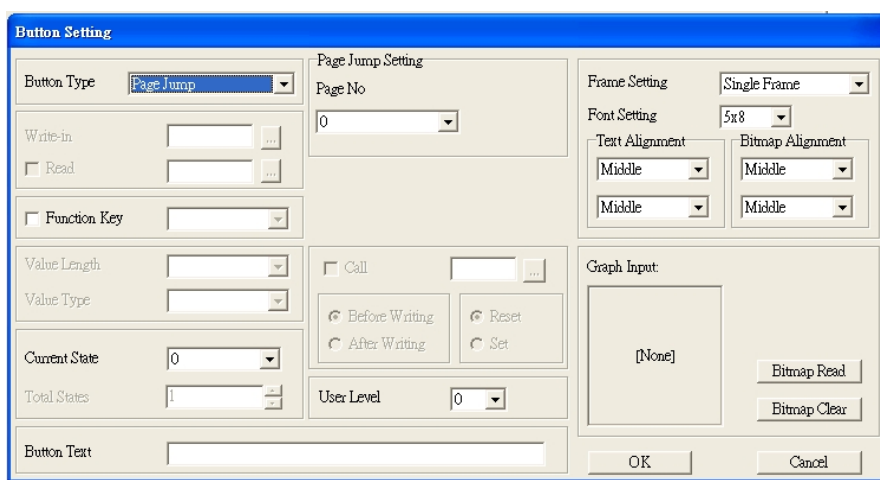 Button Setting
Button Type
Page Jump
Write-in
...
Read
...
Function Key
Value Length
Value Type
Current State
0
Total States
1
Button Text
Page Jump Setting
Page No
0
Call
...
Before Writing
Reset
After Writing
Set
User Level
0
Frame Setting
Single Frame
Font Setting
5x8
Text Alignment
Bitmap Alignment
Middle
Middle
Middle
Middle
Graph Input:
[None]
Bitmap Read
Bitmap Clear
OK
Cancel